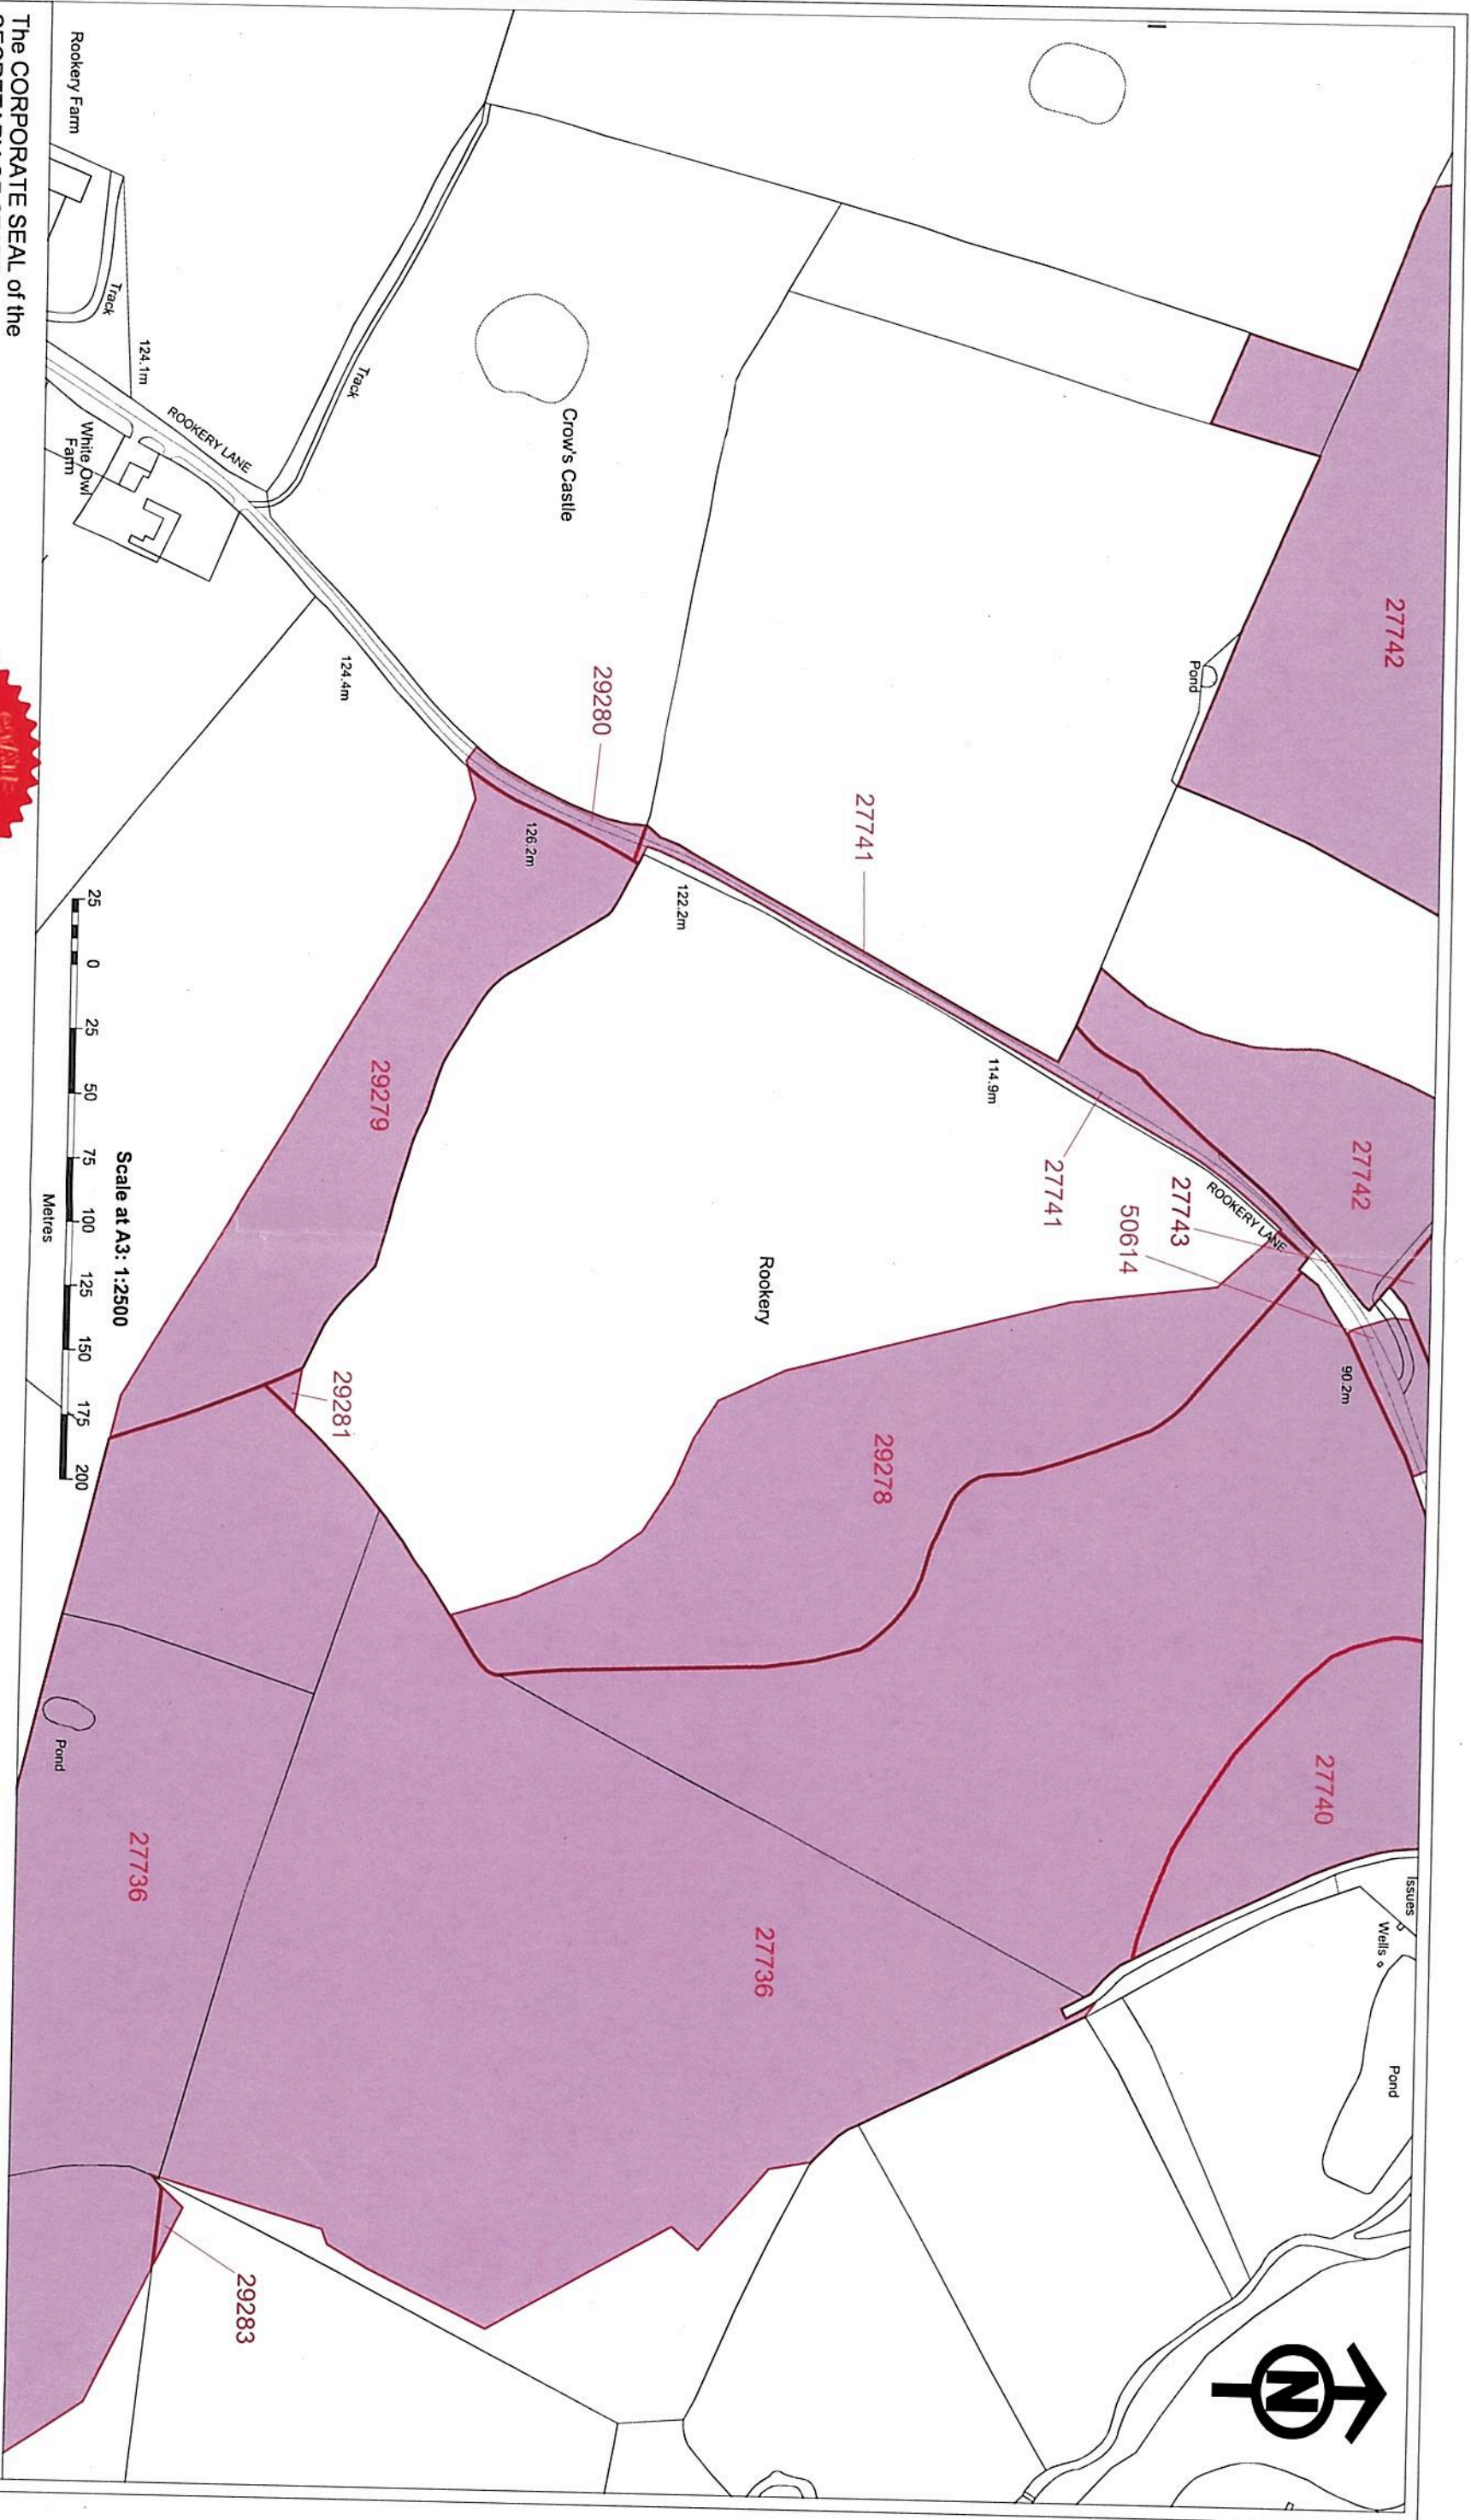 27742
Pond
27742
27743
50614
ROOKERY LANE
90.2m
27740
Issues
Wells
Pond
N
27741
27741
114.9m
122.2m
Crow's Castle
29280
126.2m
Rookery
29278
27736
Track
ROOKERY LANE
124.4m
124.1m
Track
Rookery Farm
White Owl
Farm
29279
29281
27736
Pond
29283
Scale at A3: 1:2500
25 0 25 50 75 100 125 150 175 200
Metres
The CORPORATE SEAL of the